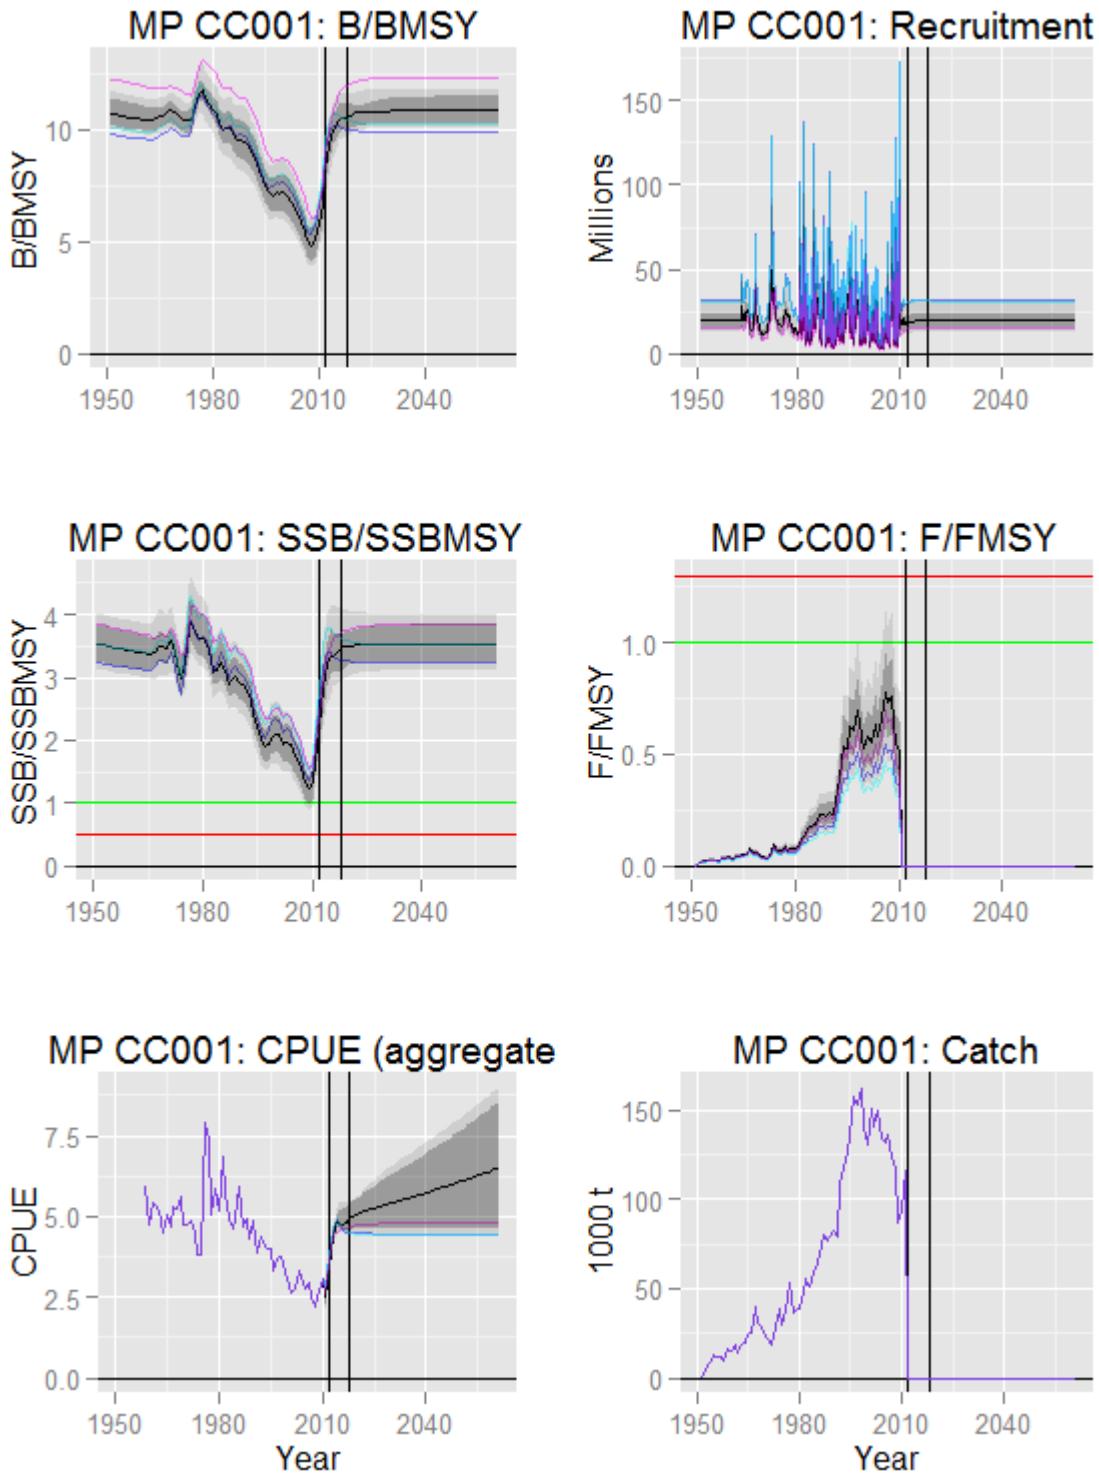 MP CC001: B/BMSY
B/BMSY
10
5
0
1950 1980 2010 2040
MP CC001: Recruitment
Millions
150
100
50
0
1950 1980 2010 2040
MP CC001: SSB/SSBMSY
SSB/SSBMSY
4
3
2
1
0
1950 1980 2010 2040
MP CC001: F/FMSY
F/FMSY
1.0
0.5
0.0
1950 1980 2010 2040
MP CC001: CPUE (aggregate
CPUE
7.5
5.0
2.5
0.0
1950 1980 2010 2040
Year
MP CC001: Catch
1000 t
150
100
50
0
1950 1980 2010 2040
Year